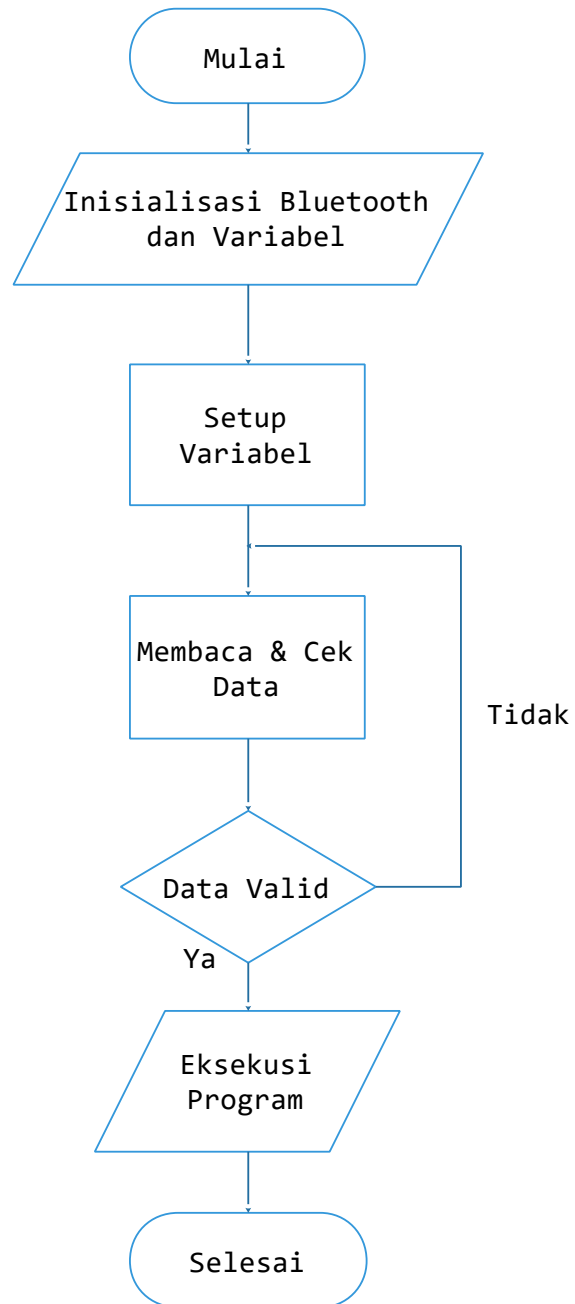 Mulai
Inisialisasi Bluetooth
dan Variabel
Setup
Variabel
Membaca & Cek
Data
Tidak
Data Valid
Ya
Eksekusi
Program
Selesai